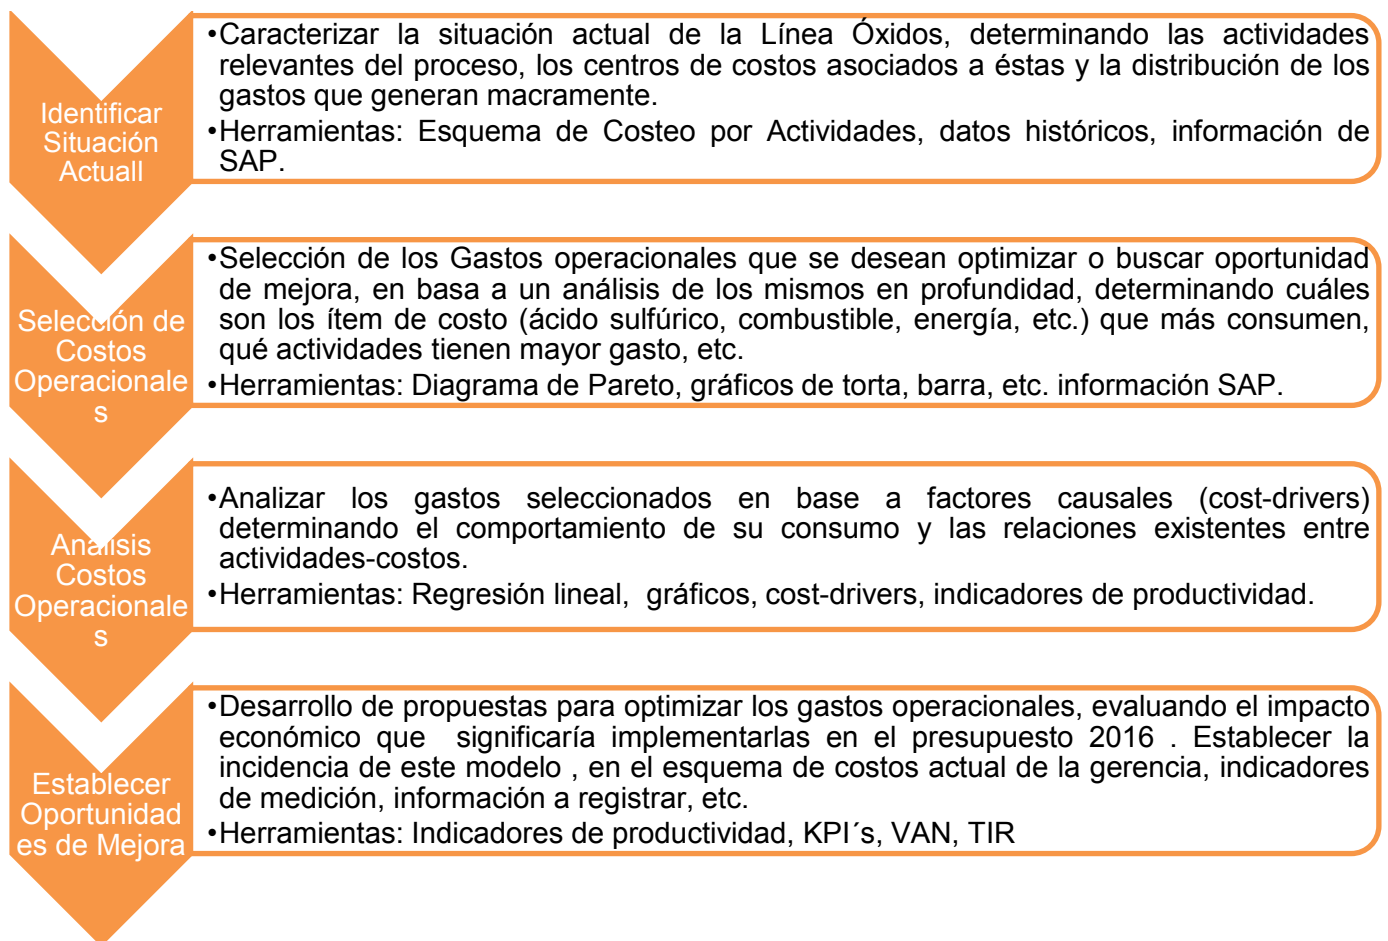 Identificar
Situación
Actuall
•Caracterizar la situación actual de la Línea Óxidos, determinando las actividades
relevantes del proceso, los centros de costos asociados a éstas y la distribución de los
gastos que generan macramente.
•Herramientas: Esquema de Costeo por Actividades, datos históricos, información de
SAP.
Selección de
Costos
Operacionale
s
•Selección de los Gastos operacionales que se desean optimizar o buscar oportunidad
de mejora, en basa a un análisis de los mismos en profundidad, determinando cuáles
son los ítem de costo (ácido sulfúrico, combustible, energía, etc.) que más consumen,
qué actividades tienen mayor gasto, etc.
•Herramientas: Diagrama de Pareto, gráficos de torta, barra, etc. información SAP.
Análisis
Costos
Operacionale
s
•Analizar los gastos seleccionados en base a factores causales (cost-drivers)
determinando el comportamiento de su consumo y las relaciones existentes entre
actividades-costos.
•Herramientas: Regresión lineal, gráficos, cost-drivers, indicadores de productividad.
Establecer
Oportunidad
es de Mejora
•Desarrollo de propuestas para optimizar los gastos operacionales, evaluando el impacto
económico que significaría implementarlas en el presupuesto 2016 . Establecer la
incidencia de este modelo , en el esquema de costos actual de la gerencia, indicadores
de medición, información a registrar, etc.
•Herramientas: Indicadores de productividad, KPI´s, VAN, TIR